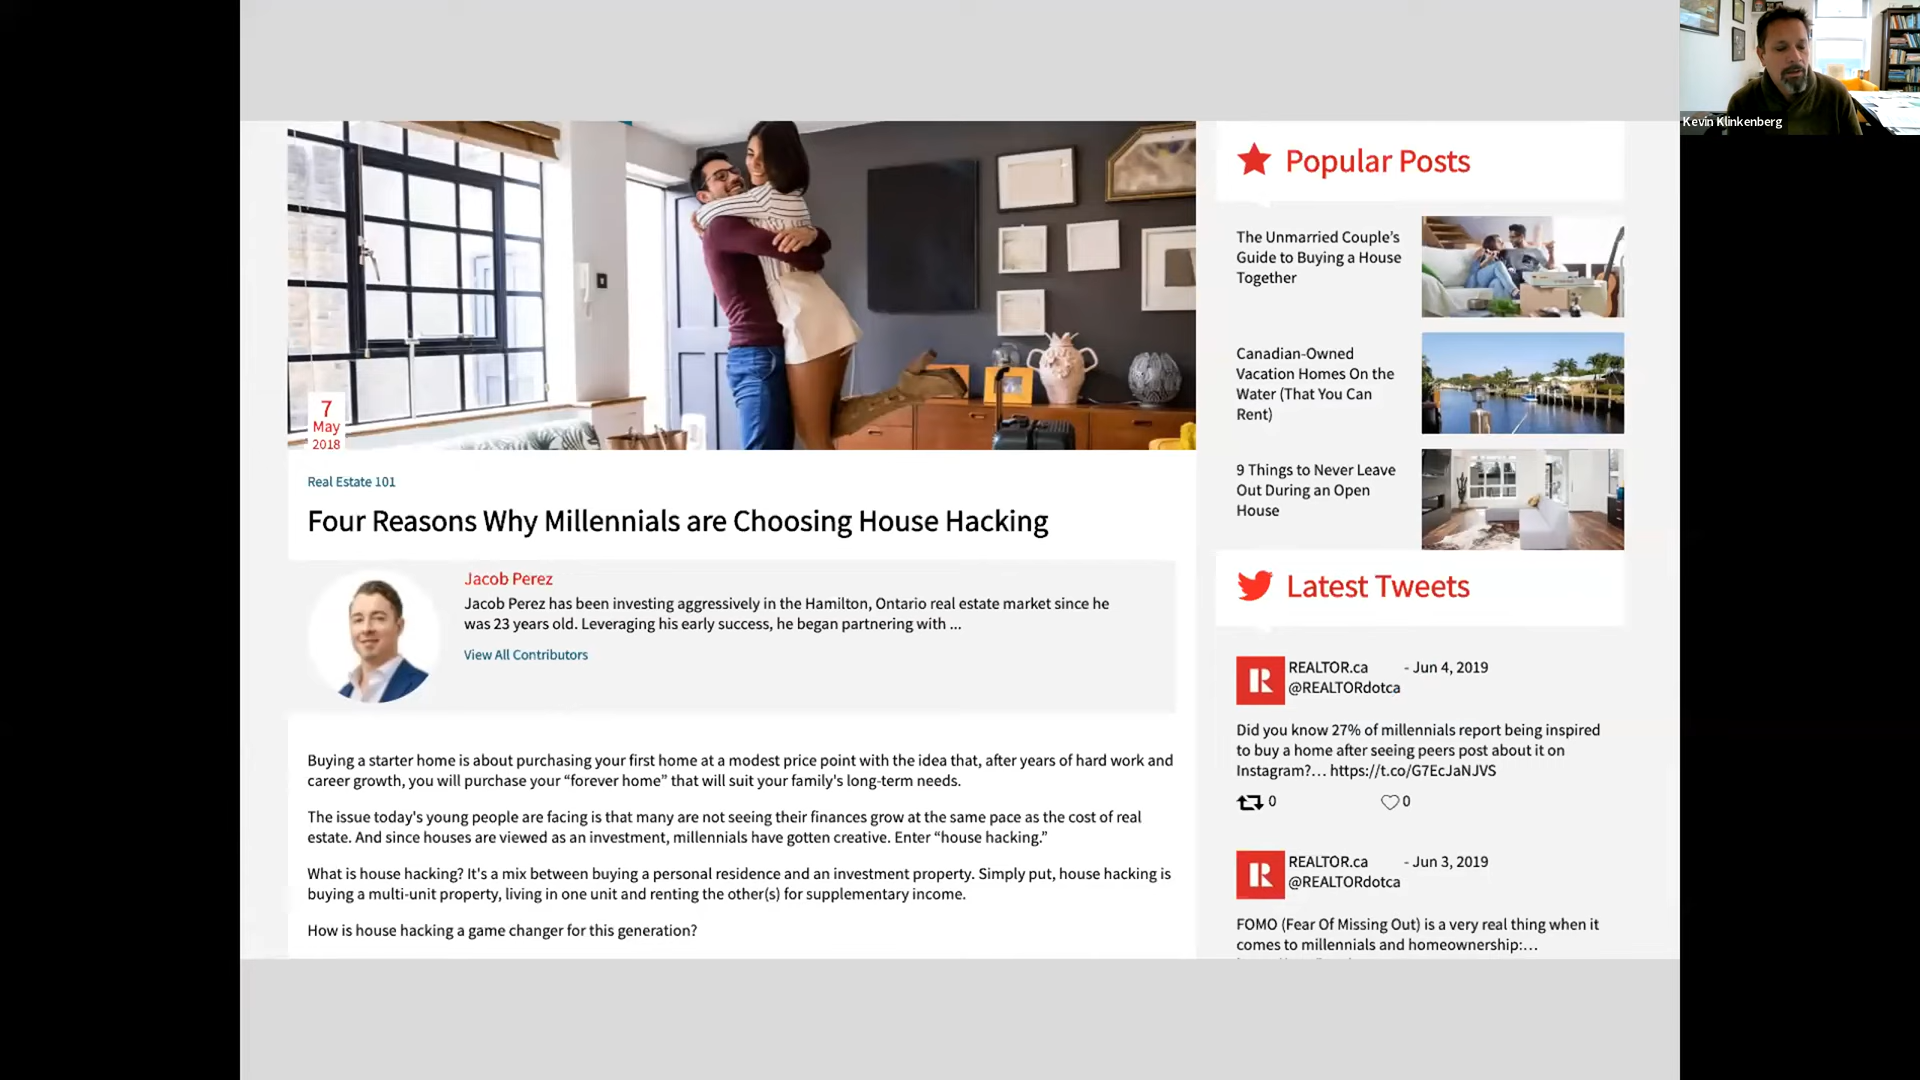 7
May
2018
Real Estate 101
Four Reasons Why Millennials are Choosing House Hacking
Jacob Perez
Jacob Perez has been investing aggressively in the Hamilton, Ontario real estate market since he
was 23 years old. Leveraging his early success, he began partnering with ...
View All Contributors
Buying a starter home is about purchasing your first home at a modest price point with the idea that, after years of hard work and
career growth, you will purchase your “forever home” that will suit your family's long-term needs.
The issue today's young people are facing is that many are not seeing their finances grow at the same pace as the cost of real
estate. And since houses are viewed as an investment, millennials have gotten creative. Enter “house hacking.”
What is house hacking? It's a mix between buying a personal residence and an investment property. Simply put, house hacking is
buying a multi-unit property, living in one unit and renting the other(s) for supplementary income.
How is house hacking a game changer for this generation?
Popular Posts
The Unmarried Couple’s
Guide to Buying a House
Together
Canadian-Owned
Vacation Homes On the
Water (That You Can
Rent)
9 Things to Never Leave
Out During an Open
House
Latest Tweets
REALTOR.ca - Jun 4, 2019
@REALTORdotca
Did you know 27% of millennials report being inspired
to buy a home after seeing peers post about it on
Instagram?… https://t.co/G7EcJaNJVS
0 0
REALTOR.ca - Jun 3, 2019
@REALTORdotca
FOMO (Fear Of Missing Out) is a very real thing when it
comes to millennials and homeownership:…
Kevin Klinkenberg